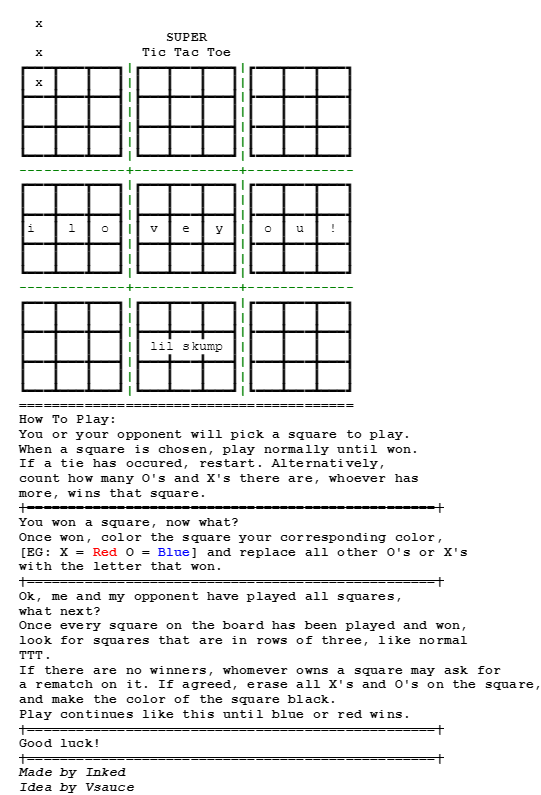 x
SUPER
x Tic Tac Toe
x
i l o v e y o u !
lil skump
How To Play:
You or your opponent will pick a square to play.
When a square is chosen, play normally until won.
If a tie has occured, restart. Alternatively,
count how many O's and X's there are, whoever has
more, wins that square.
You won a square, now what?
Once won, color the square your corresponding color,
[EG: X = Red O = Blue] and replace all other O's or X's
with the letter that won.
Ok, me and my opponent have played all squares,
what next?
Once every square on the board has been played and won,
look for squares that are in rows of three, like normal
TTT.
If there are no winners, whomever owns a square may ask for
a rematch on it. If agreed, erase all X's and O's on the square,
and make the color of the square black.
Play continues like this until blue or red wins.
Good luck!
Made by Inked
Idea by Vsauce